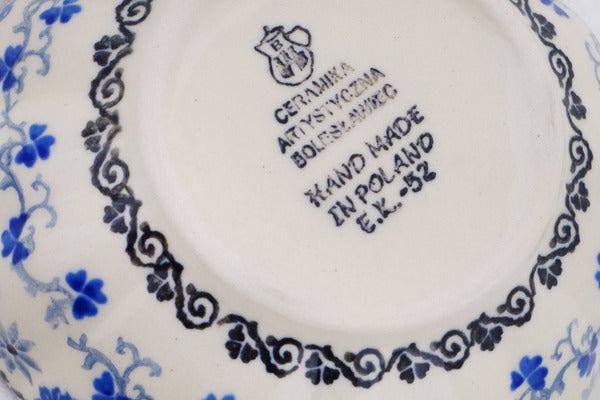 B
CERAMIKA
ARTYSTYCZNA
BOLESŁAWIEC
HAND MADE
IN POLAND
E.K.-52